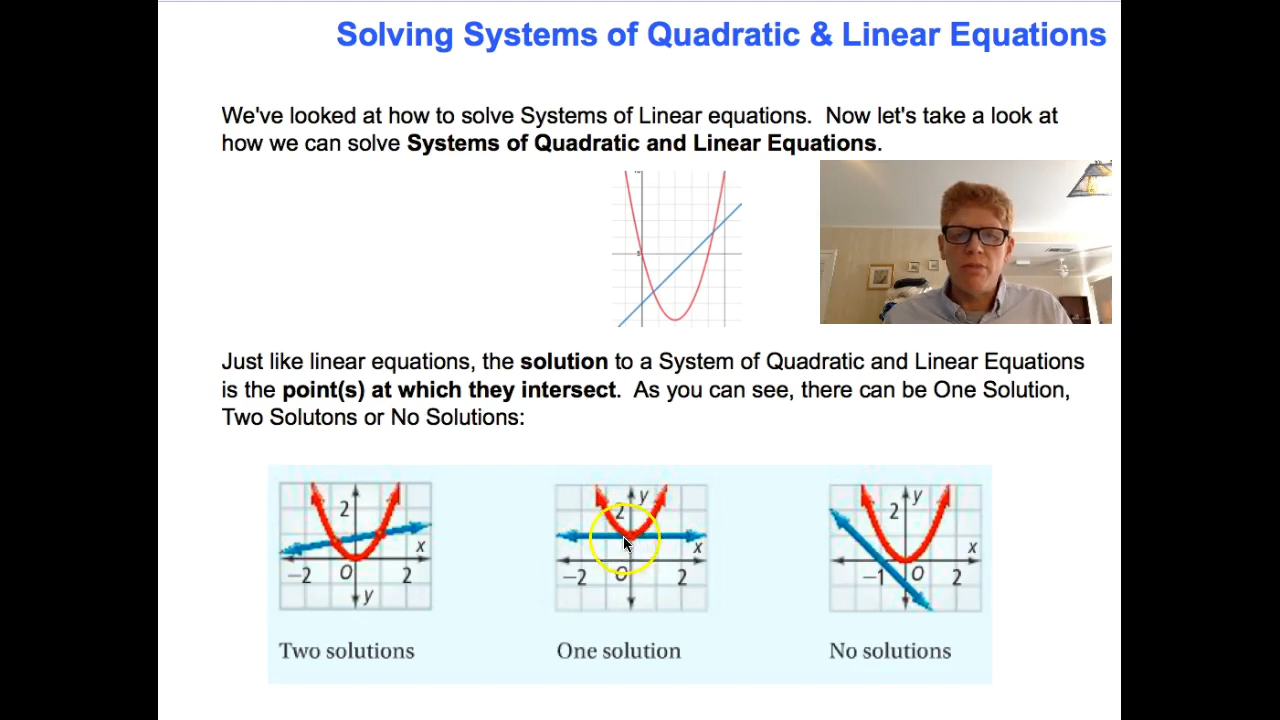 Solving Systems of Quadratic & Linear Equations
We've looked at how to solve Systems of Linear equations.  Now let's take a look at
how we can solve Systems of Quadratic and Linear Equations.
Just like linear equations, the solution to a System of Quadratic and Linear Equations
is the point(s) at which they intersect.  As you can see, there can be One Solution,
Two Solutons or No Solutions:
2
x
−2 O 2
y
y
2
x
−2 O 2
y
2
x
−1 O 2
Two solutions
One solution
No solutions